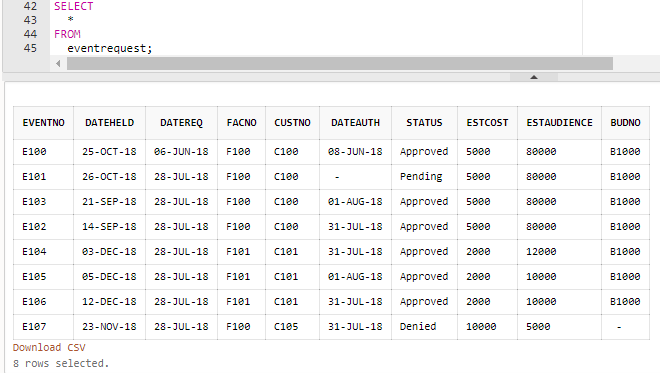 42 SELECT
43 *
44 FROM
45 eventrequest;
EVENTNO DATEHELD DATEREQ FACNO CUSTNO DATEAUTH STATUS ESTCOST ESTAUDIENCE BUDNO
E100 25-OCT-18 06-JUN-18 F100 C100 08-JUN-18 Approved 5000 80000 B1000
E101 26-OCT-18 28-JUL-18 F100 C100 - Pending 5000 80000 B1000
E103 21-SEP-18 28-JUL-18 F100 C100 01-AUG-18 Approved 5000 80000 B1000
E102 14-SEP-18 28-JUL-18 F100 C100 31-JUL-18 Approved 5000 80000 B1000
E104 03-DEC-18 28-JUL-18 F101 C101 31-JUL-18 Approved 2000 12000 B1000
E105 05-DEC-18 28-JUL-18 F101 C101 01-AUG-18 Approved 2000 10000 B1000
E106 12-DEC-18 28-JUL-18 F101 C101 31-JUL-18 Approved 2000 10000 B1000
E107 23-NOV-18 28-JUL-18 F100 C105 31-JUL-18 Denied 10000 5000 -
Download CSV
8 rows selected.